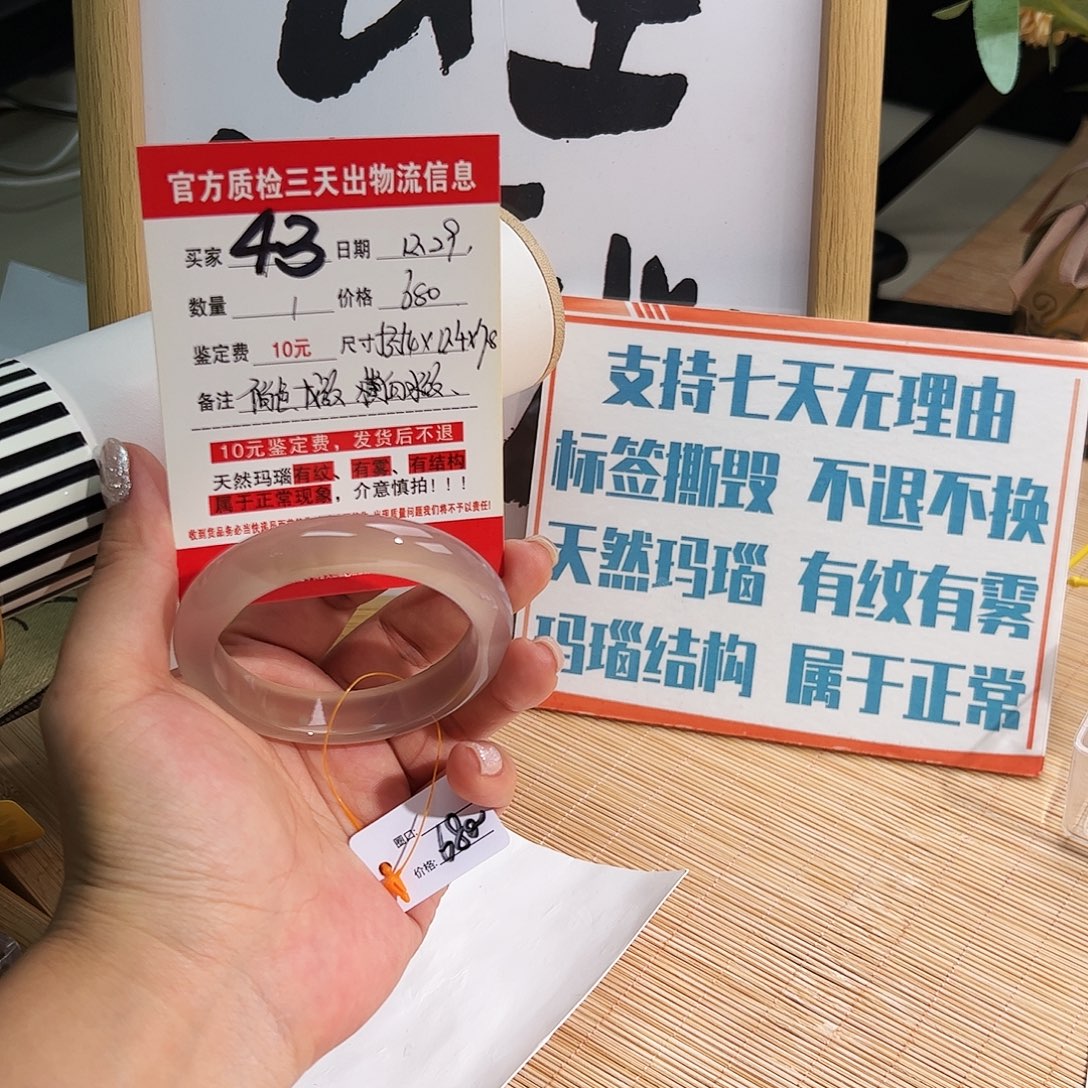 官方质检三天出物流信息
买家 43 日期 12.29.
数量 1 价格 680
鉴定费 10元 尺寸
备注
10元鉴定费，发货后不退
天然玛瑙有纹、有雾、有结构
属于正常现象，介意慎拍！！！
支持七天无理由
标签撕毁 不退不换
天然玛瑙 有纹有雾
玛瑙结构 属于正常
圈口:
价格: 680